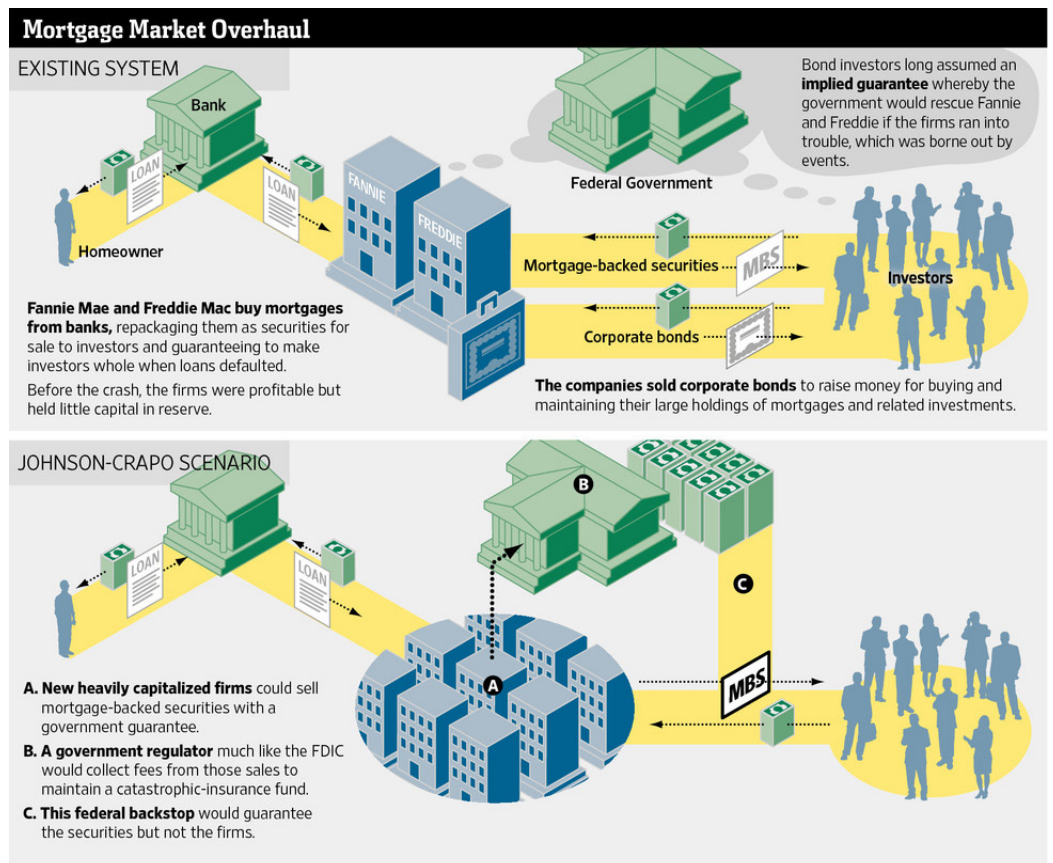 Mortgage Market Overhaul
EXISTING SYSTEM
Bank
LOAN
LOAN
Homeowner
FANNIE
FREDDIE
Federal Government
Bond investors long assumed an
implied guarantee whereby the
government would rescue Fannie
and Freddie if the firms ran into
trouble, which was borne out by
events.
Mortgage-backed securities
MBS
Investors
Corporate bonds
Fannie Mae and Freddie Mac buy mortgages
from banks, repackaging them as securities for
sale to investors and guaranteeing to make
investors whole when loans defaulted.
Before the crash, the firms were profitable but
held little capital in reserve.
The companies sold corporate bonds to raise money for buying and
maintaining their large holdings of mortgages and related investments.
JOHNSON-CRAPO SCENARIO
LOAN
LOAN
B
C
A
MBS
A. New heavily capitalized firms could sell
mortgage-backed securities with a
government guarantee.
B. A government regulator much like the FDIC
would collect fees from those sales to
maintain a catastrophic-insurance fund.
C. This federal backstop would guarantee
the securities but not the firms.